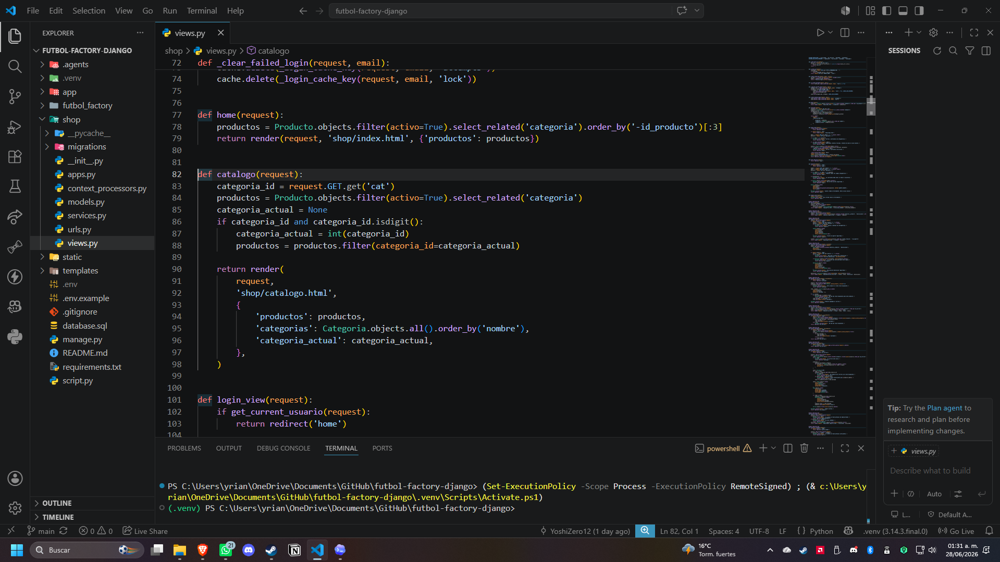 File Edit Selection View Go Run Terminal Help
futbol-factory-django
EXPLORER
FUTBOL-FACTORY-DJANGO
.agents
.venv
app
futbol_factory
shop
__pycache__
migrations
__init__.py
apps.py
context_processors.py
models.py
services.py
urls.py
views.py
static
templates
.env
.env.example
.gitignore
database.sql
manage.py
README.md
requirements.txt
script.py
OUTLINE
TIMELINE
views.py
shop > views.py > catalogo
72 def _clear_failed_login(request, email):
74 cache.delete(_login_cache_key(request, email, 'lock'))
75
76
77 def home(request):
78 productos = Producto.objects.filter(activo=True).select_related('categoria').order_by('-id_producto')[:3]
79 return render(request, 'shop/index.html', {'productos': productos})
80
81
82 def catalogo(request):
83 categoria_id = request.GET.get('cat')
84 productos = Producto.objects.filter(activo=True).select_related('categoria')
85 categoria_actual = None
86 if categoria_id and categoria_id.isdigit():
87 categoria_actual = int(categoria_id)
88 productos = productos.filter(categoria_id=categoria_actual)
89
90 return render(
91 request,
92 'shop/catalogo.html',
93 {
94 'productos': productos,
95 'categorias': Categoria.objects.all().order_by('nombre'),
96 'categoria_actual': categoria_actual,
97 },
98 )
99
100
101 def login_view(request):
102 if get_current_usuario(request):
103 return redirect('home')
104
PROBLEMS OUTPUT DEBUG CONSOLE TERMINAL PORTS
powershell
PS C:\Users\yrian\OneDrive\Documents\GitHub\futbol-factory-django> (Set-ExecutionPolicy -Scope Process -ExecutionPolicy RemoteSigned) ; (& c:\Users\y
rian\OneDrive\Documents\GitHub\futbol-factory-django\.venv\Scripts\Activate.ps1)
(.venv) PS C:\Users\yrian\OneDrive\Documents\GitHub\futbol-factory-django>
SESSIONS
Tip: Try the Plan agent to
research and plan before
implementing changes.
views.py
Describe what to build
Auto
L...
Default A...
main
0 0
Live Share
YoshiZero12 (1 day ago)
Ln 82, Col 1
Spaces: 4
UTF-8
LF
Python
.venv (3.14.3.final.0)
Go Live
Buscar
21
16°C
Torm. fuertes
01:31 a. m.
28/06/2026